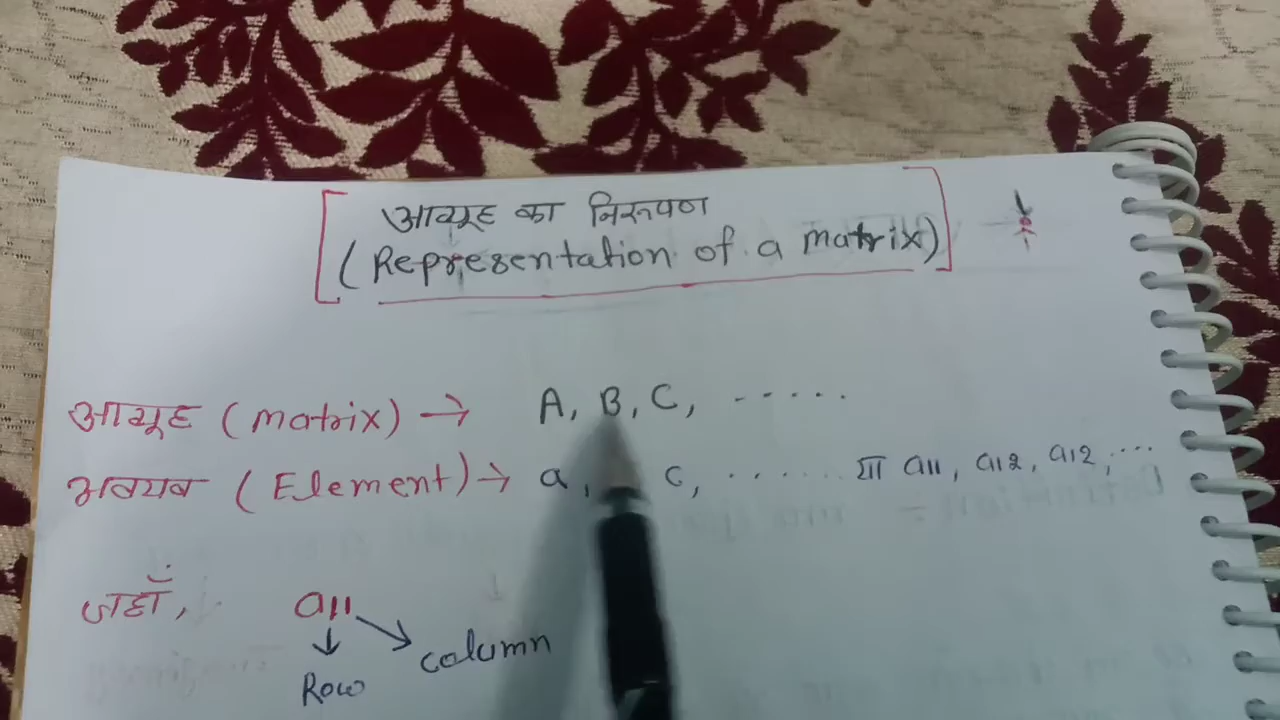 आव्यूह का निरूपण
(Representation of a matrix)
आव्यूह (matrix) → A, B, C, ......
अवयव (Element) → a, c, ...... या a11, a12, a12, ...
जहाँ, a11
column
Row